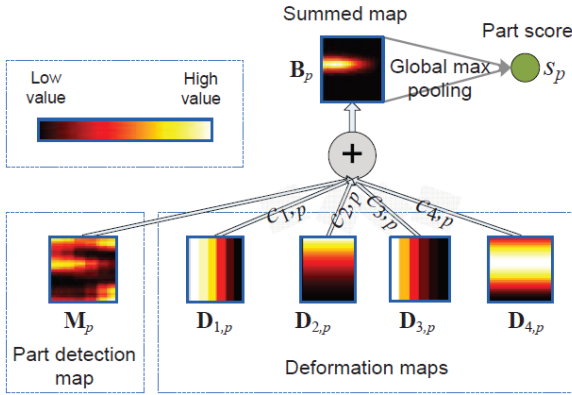 Summed map
Part score
B_p
Global max
pooling
s_p
Low
value
High
value
+
c_{1,p}
c_{2,p}
c_{3,p}
c_{4,p}
M_p
D_{1,p}
D_{2,p}
D_{3,p}
D_{4,p}
Part detection
map
Deformation maps